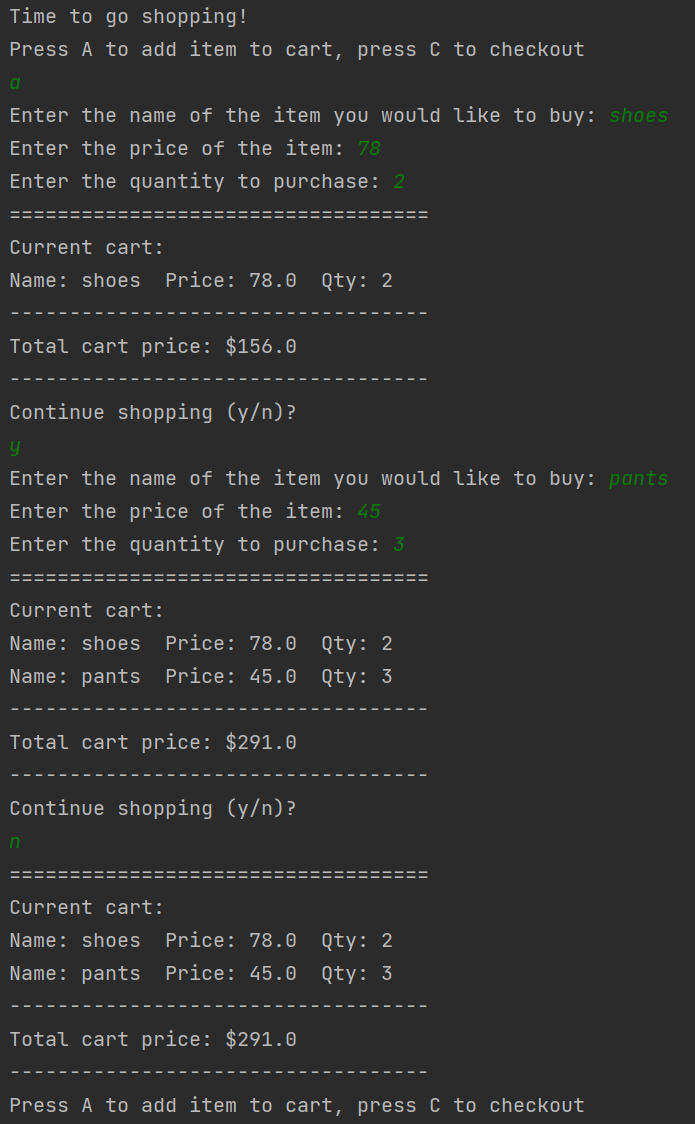 Time to go shopping!
Press A to add item to cart, press C to checkout
a
Enter the name of the item you would like to buy: shoes
Enter the price of the item: 78
Enter the quantity to purchase: 2
===================================
Current cart:
Name: shoes  Price: 78.0  Qty: 2
-----------------------------------
Total cart price: $156.0
-----------------------------------
Continue shopping (y/n)?
y
Enter the name of the item you would like to buy: pants
Enter the price of the item: 45
Enter the quantity to purchase: 3
===================================
Current cart:
Name: shoes  Price: 78.0  Qty: 2
Name: pants  Price: 45.0  Qty: 3
-----------------------------------
Total cart price: $291.0
-----------------------------------
Continue shopping (y/n)?
n
===================================
Current cart:
Name: shoes  Price: 78.0  Qty: 2
Name: pants  Price: 45.0  Qty: 3
-----------------------------------
Total cart price: $291.0
-----------------------------------
Press A to add item to cart, press C to checkout